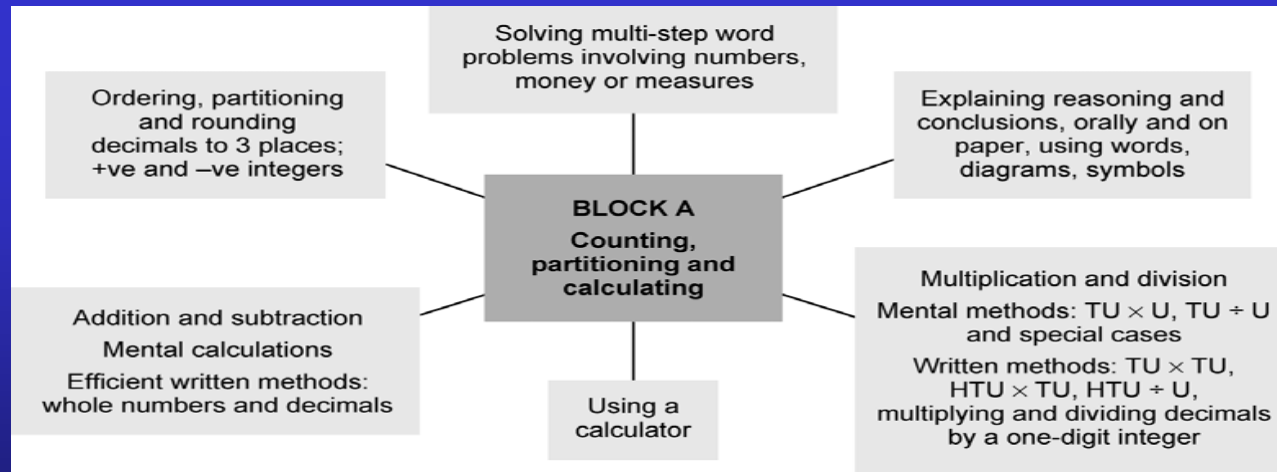 Solving multi-step word
problems involving numbers,
money or measures
Ordering, partitioning
and rounding
decimals to 3 places;
+ve and –ve integers
Explaining reasoning and
conclusions, orally and on
paper, using words,
diagrams, symbols
BLOCK A
Counting,
partitioning and
calculating
Addition and subtraction
Mental calculations
Efficient written methods:
whole numbers and decimals
Using a
calculator
Multiplication and division
Mental methods: TU × U, TU ÷ U
and special cases
Written methods: TU × TU,
HTU × TU, HTU ÷ U,
multiplying and dividing decimals
by a one-digit integer